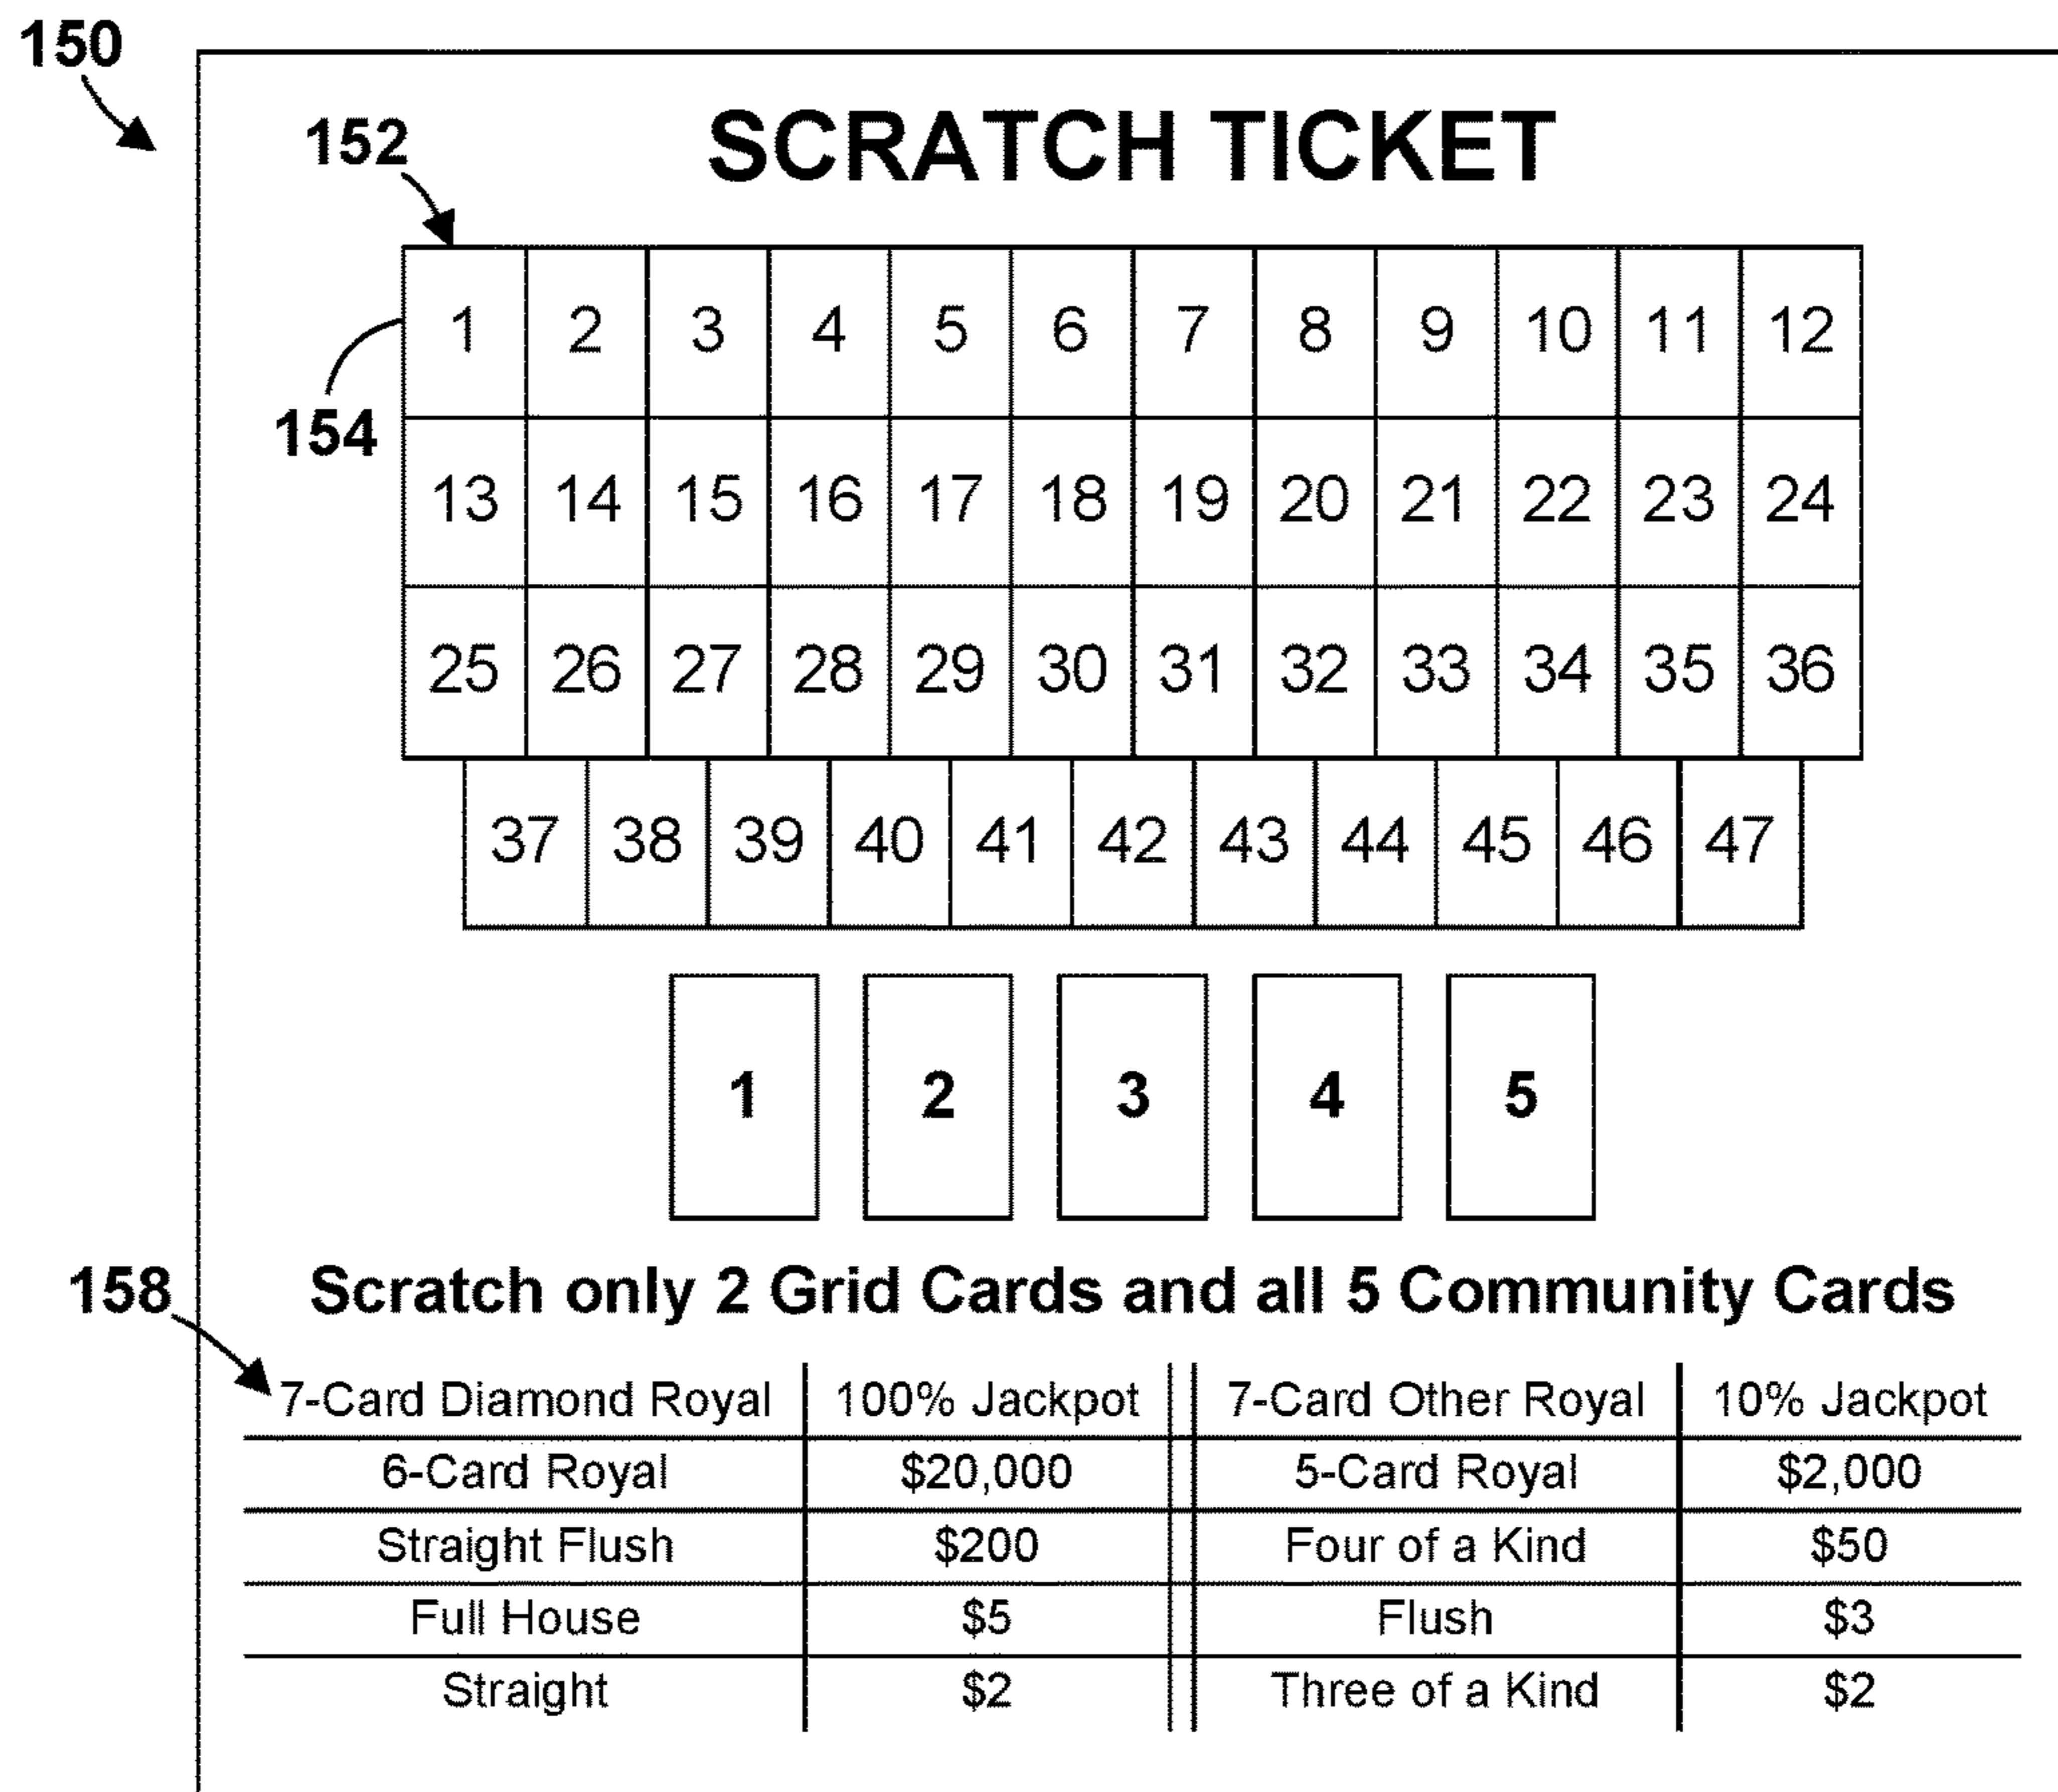 150
152
SCRATCH TICKET
1 2 3 4 5 6 7 8 9 10 11 12
154
13 14 15 16 17 18 19 20 21 22 23 24
25 26 27 28 29 30 31 32 33 34 35 36
37 38 39 40 41 42 43 44 45 46 47
1 2 3 4 5
158
Scratch only 2 Grid Cards and all 5 Community Cards
7-Card Diamond Royal 100% Jackpot 7-Card Other Royal 10% Jackpot
6-Card Royal $20,000 5-Card Royal $2,000
Straight Flush $200 Four of a Kind $50
Full House $5 Flush $3
Straight $2 Three of a Kind $2